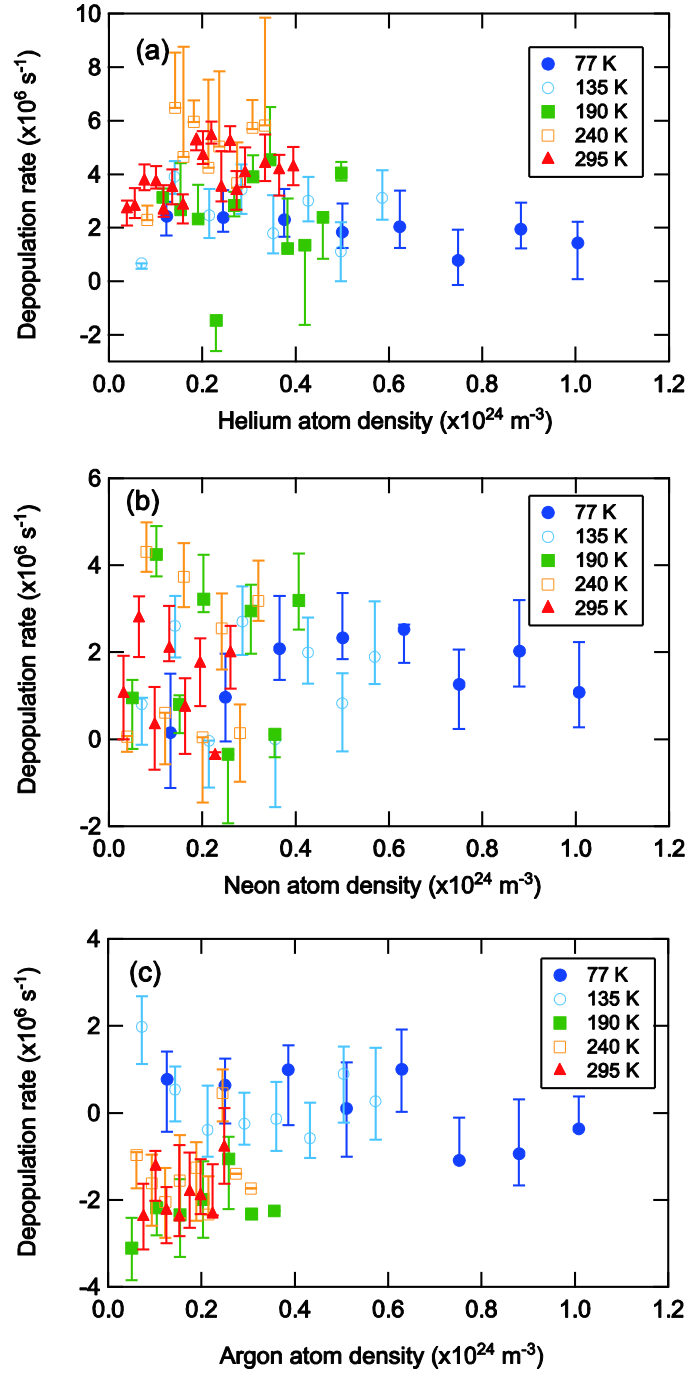 (a)
10
8
6
4
2
0
-2
Depopulation rate (x10⁶ s⁻¹)
77 K
135 K
190 K
240 K
295 K
0.0 0.2 0.4 0.6 0.8 1.0 1.2
Helium atom density (x10²⁴ m⁻³)
(b)
6
4
2
0
-2
Depopulation rate (x10⁶ s⁻¹)
77 K
135 K
190 K
240 K
295 K
0.0 0.2 0.4 0.6 0.8 1.0 1.2
Neon atom density (x10²⁴ m⁻³)
(c)
4
2
0
-2
-4
Depopulation rate (x10⁶ s⁻¹)
77 K
135 K
190 K
240 K
295 K
0.0 0.2 0.4 0.6 0.8 1.0 1.2
Argon atom density (x10²⁴ m⁻³)